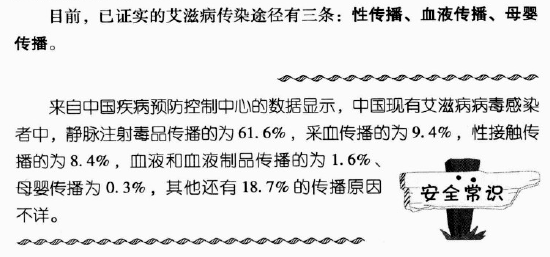 目前，已证实的艾滋病传染途径有三条：性传播、血液传播、母婴
传播。
来自中国疾病预防控制中心的数据显示，中国现有艾滋病病毒感染
者中，静脉注射毒品传播的为61.6%，采血传播的为9.4%，性接触传
播的为8.4%，血液和血液制品传播的为1.6%、
母婴传播为0.3%，其他还有18.7%的传播原因
不详。
安全常识